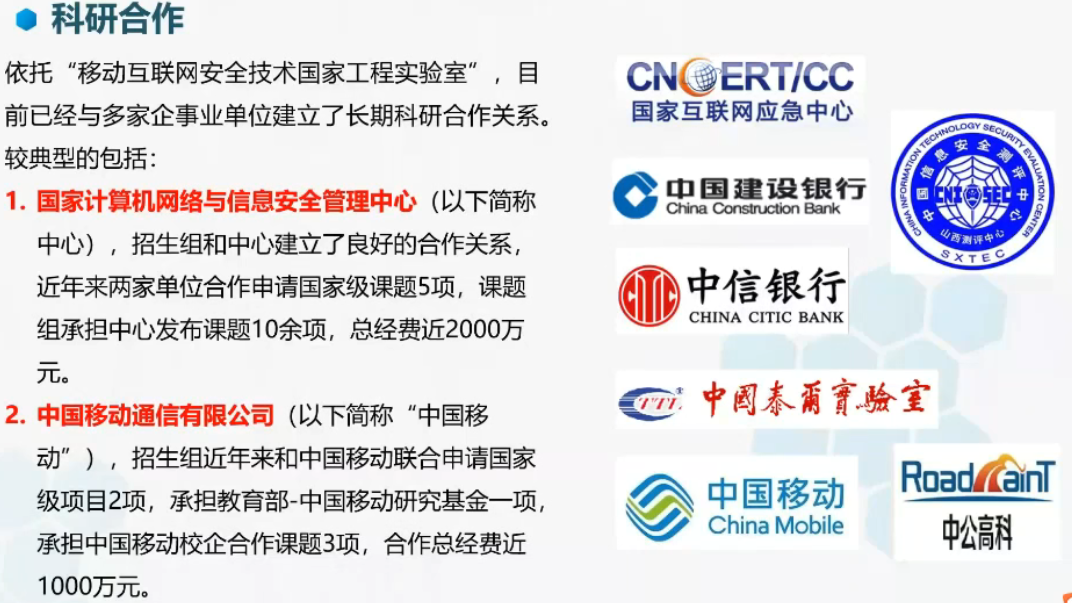 科研合作
依托“移动互联网安全技术国家工程实验室”，目
前已经与多家企事业单位建立了长期科研合作关系。
较典型的包括：
1. 国家计算机网络与信息安全管理中心（以下简称
中心），招生组和中心建立了良好的合作关系，
近年来两家单位合作申请国家级课题5项，课题
组承担中心发布课题10余项，总经费近2000万
元。
2. 中国移动通信有限公司（以下简称“中国移
动”），招生组近年来和中国移动联合申请国家
级项目2项，承担教育部-中国移动研究基金一项，
承担中国移动校企合作课题3项，合作总经费近
1000万元。
CNCERT/CC
国家互联网应急中心
CHINA INFORMATION TECHNOLOGY SECURITY EVALUATION CENTER
中国信息安全测评中心
CNITSEC
山西测评中心
SXTEC
中国建设银行
China Construction Bank
CITIC
中信银行
CHINA CITIC BANK
TTL
中國泰爾實驗室
中国移动
China Mobile
RoadMainT
中公高科